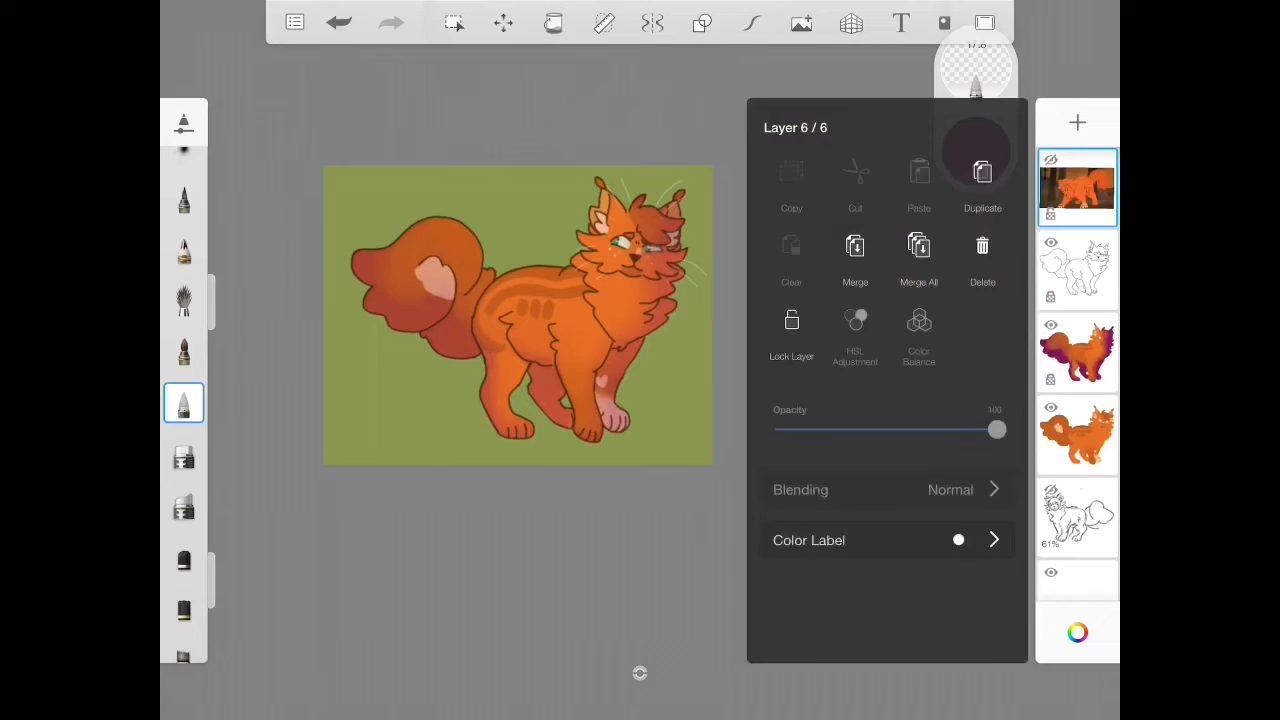 T
Layer 6 / 6
Copy
Cut
Paste
Duplicate
Clear
Merge
Merge All
Delete
Lock Layer
HSL
Adjustment
Color
Balance
Opacity
100
Blending
Normal
Color Label
61%